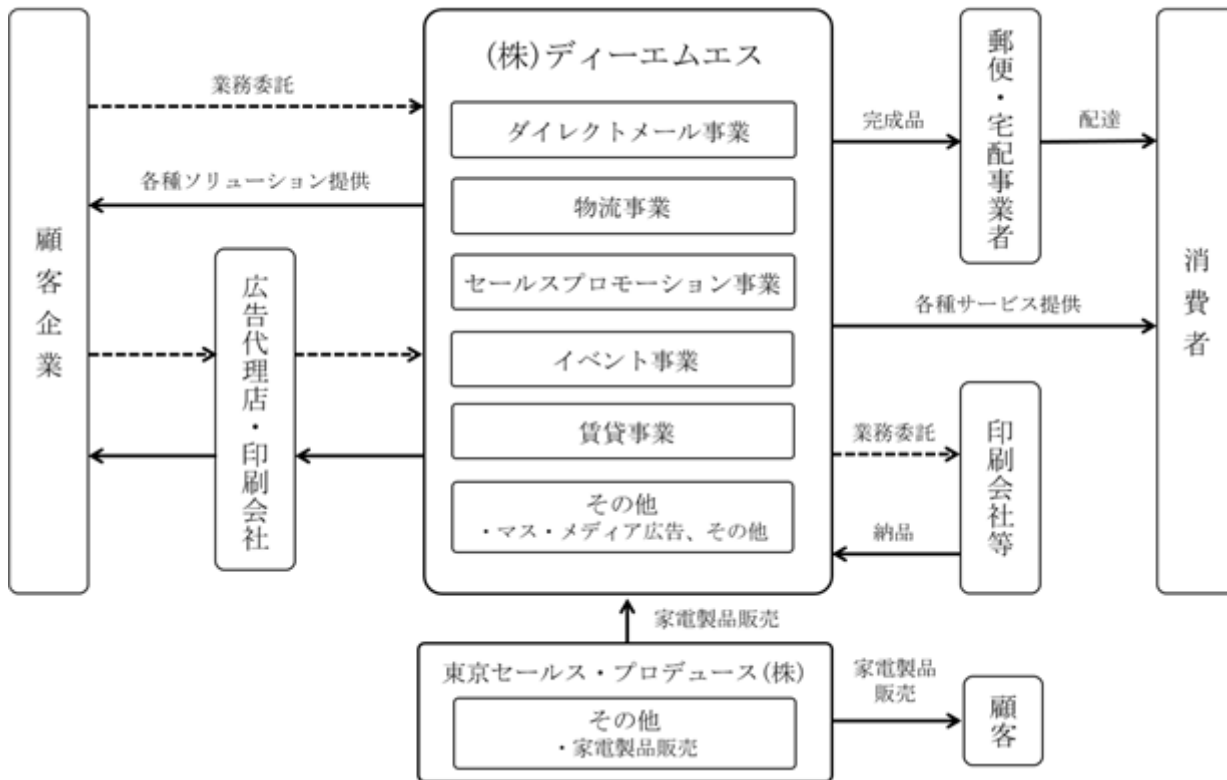 (株)ディーエムエス
業務委託
ダイレクトメール事業
完成品
郵便・宅配事業者
配達
各種ソリューション提供
物流事業
顧客企業
広告代理店・印刷会社
セールスプロモーション事業
各種サービス提供
消費者
イベント事業
賃貸事業
業務委託
印刷会社等
その他
・マス・メディア広告、その他
納品
家電製品販売
東京セールス・プロデュース(株)
その他
・家電製品販売
家電製品
販売
顧客